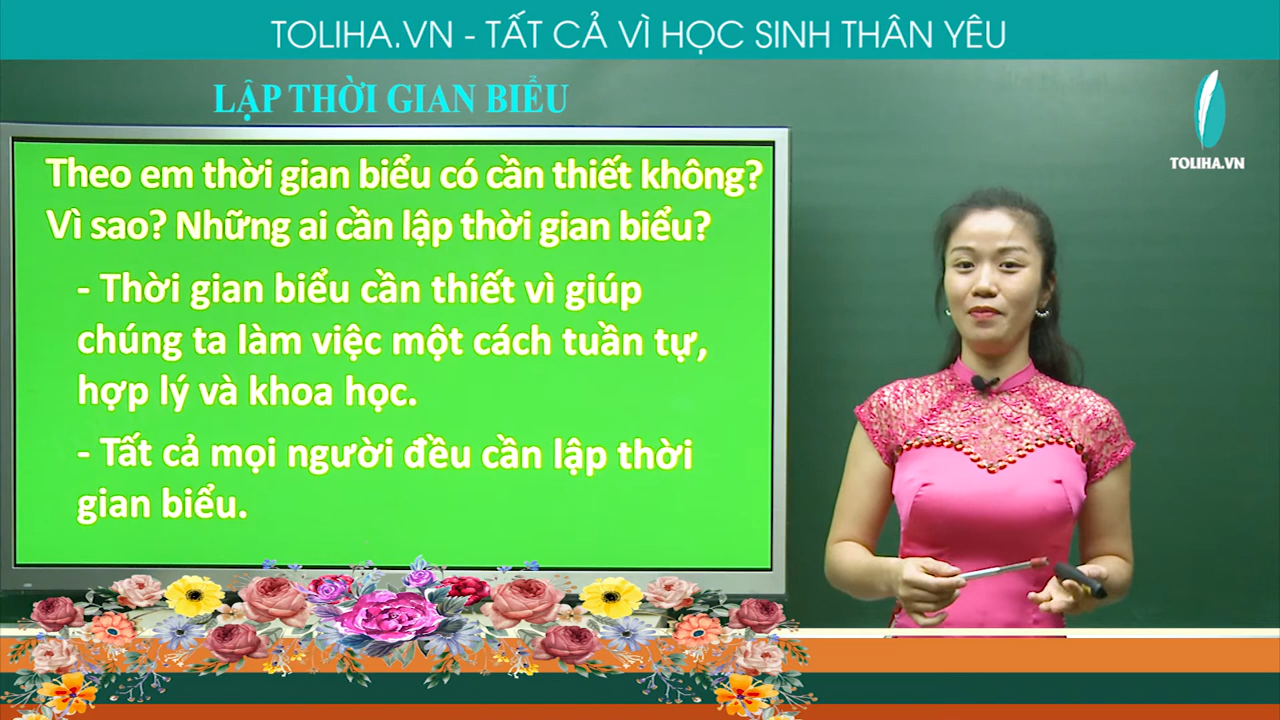 TOLIHA.VN - TẤT CẢ VÌ HỌC SINH THÂN YÊU
LẬP THỜI GIAN BIỂU
TOLIHA.VN
Theo em thời gian biểu có cần thiết không?
Vì sao? Những ai cần lập thời gian biểu?
- Thời gian biểu cần thiết vì giúp
chúng ta làm việc một cách tuần tự,
hợp lý và khoa học.
- Tất cả mọi người đều cần lập thời
gian biểu.